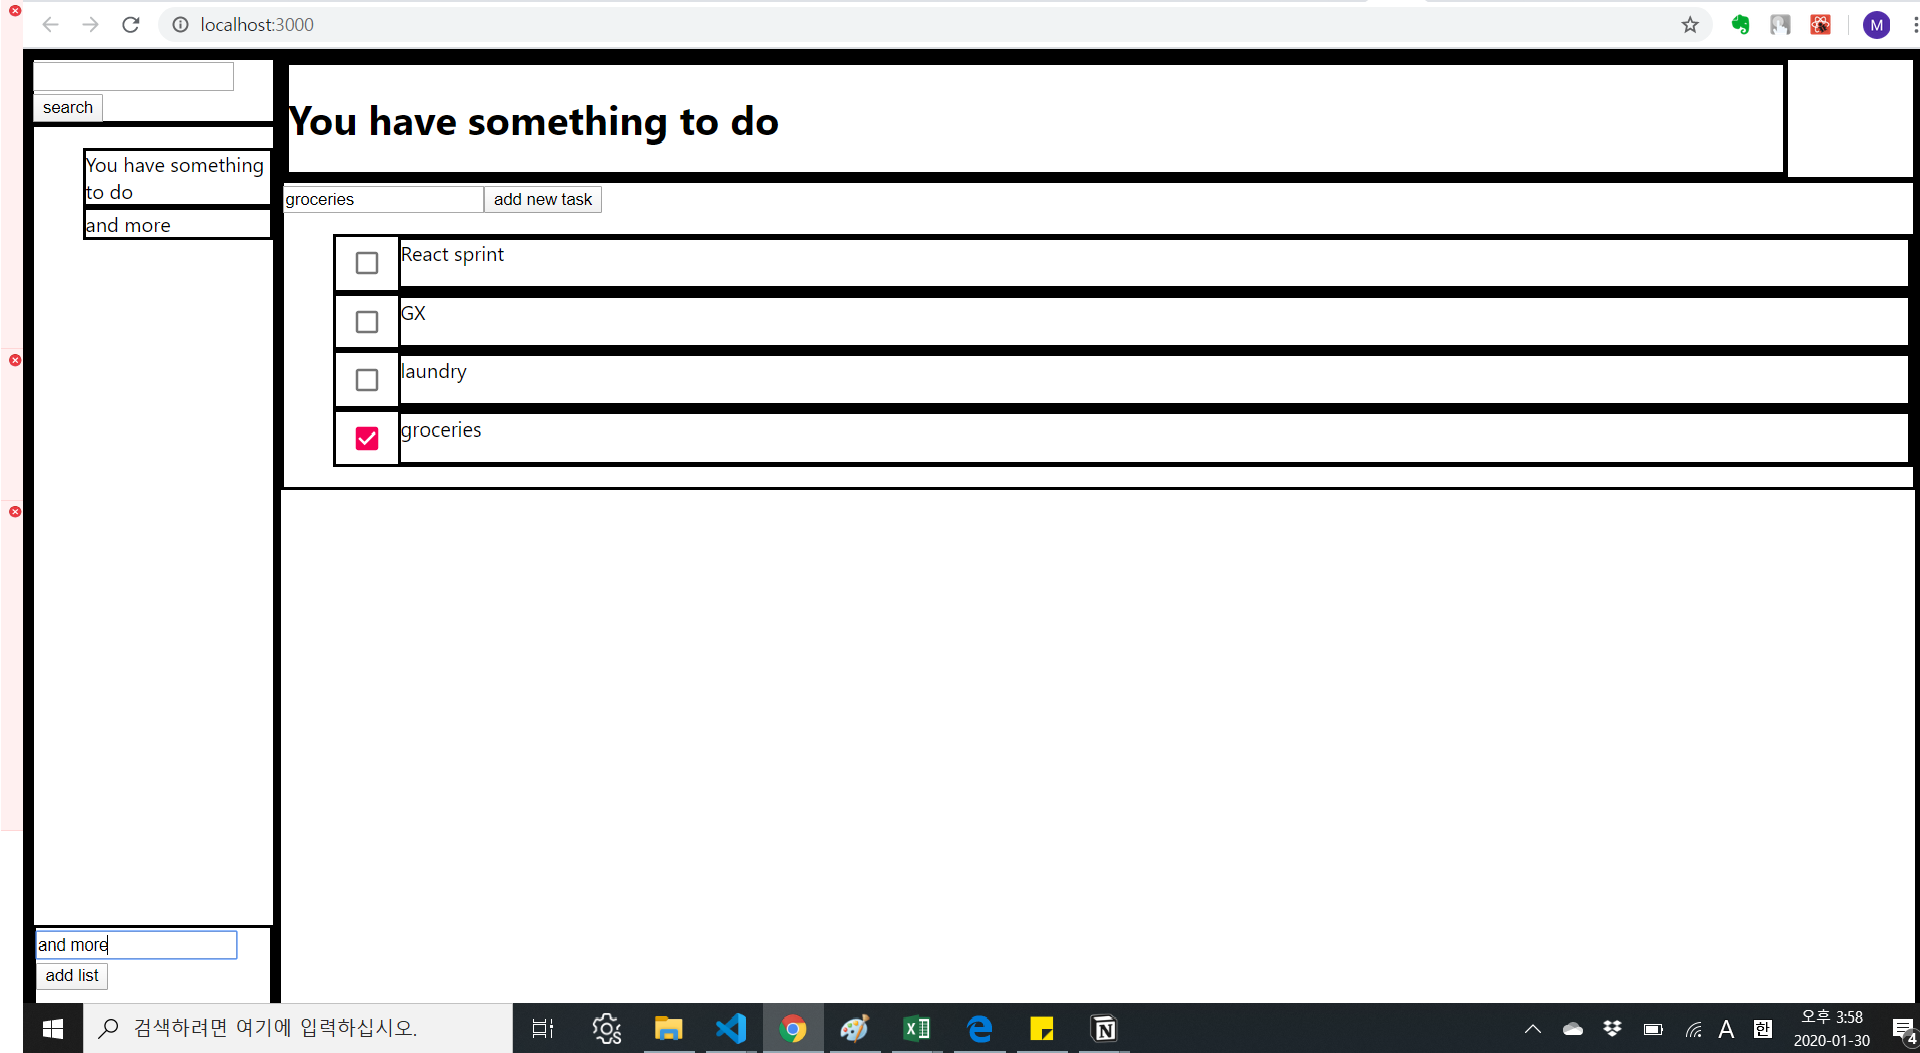 localhost:3000
M
search
You have something
to do
and more
You have something to do
groceries
add new task
React sprint
GX
laundry
groceries
and more
add list
검색하려면 여기에 입력하십시오.
N
A
한
오후 3:58
2020-01-30
4